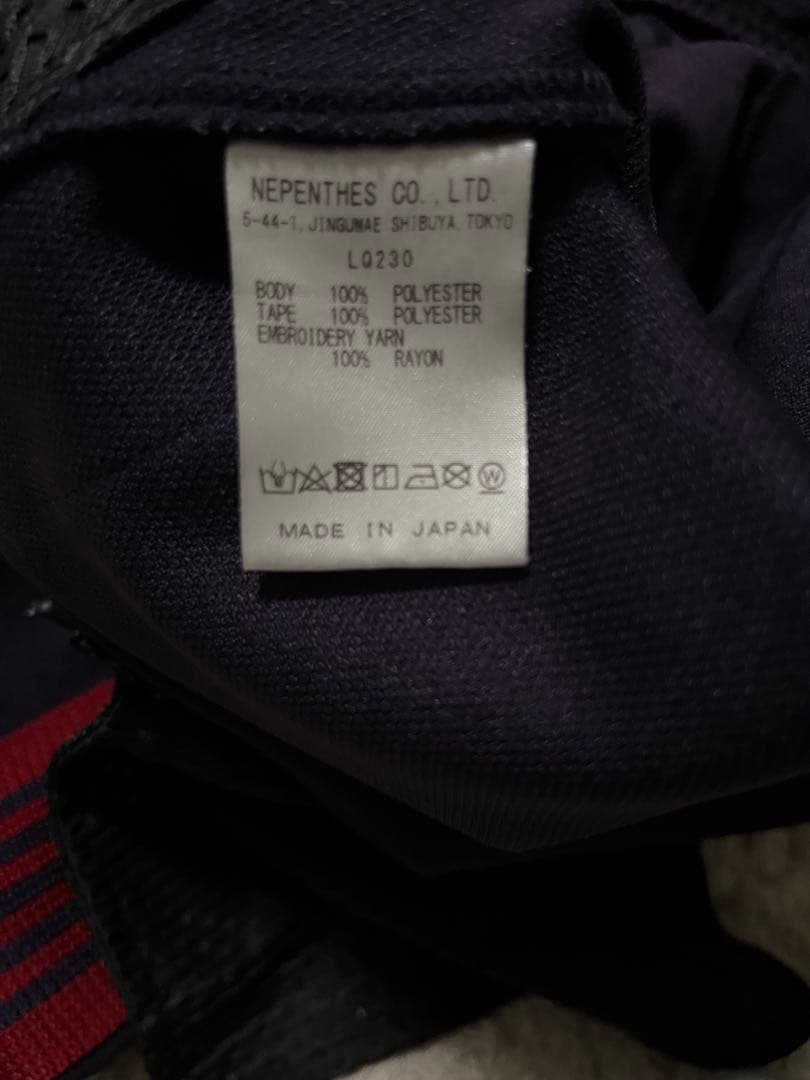 NEPENTHES CO., LTD.
5-44-1, JINGUMAE SHIBUYA, TOKYO
LQ230
BODY 100% POLYESTER
TAPE 100% POLYESTER
EMBROIDERY YARN
100% RAYON
W
MADE IN JAPAN